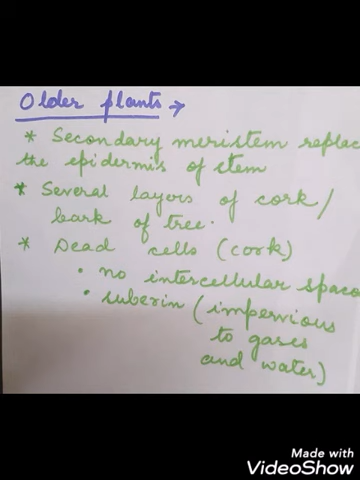 Older plants →
* Secondary meristem replac
the epidermis of stem
* Several layers of cork/
bark of tree.
* Dead cells (cork)
• no intercellular space
• suberin (impervious
to gases
and water)
Made with
VideoShow